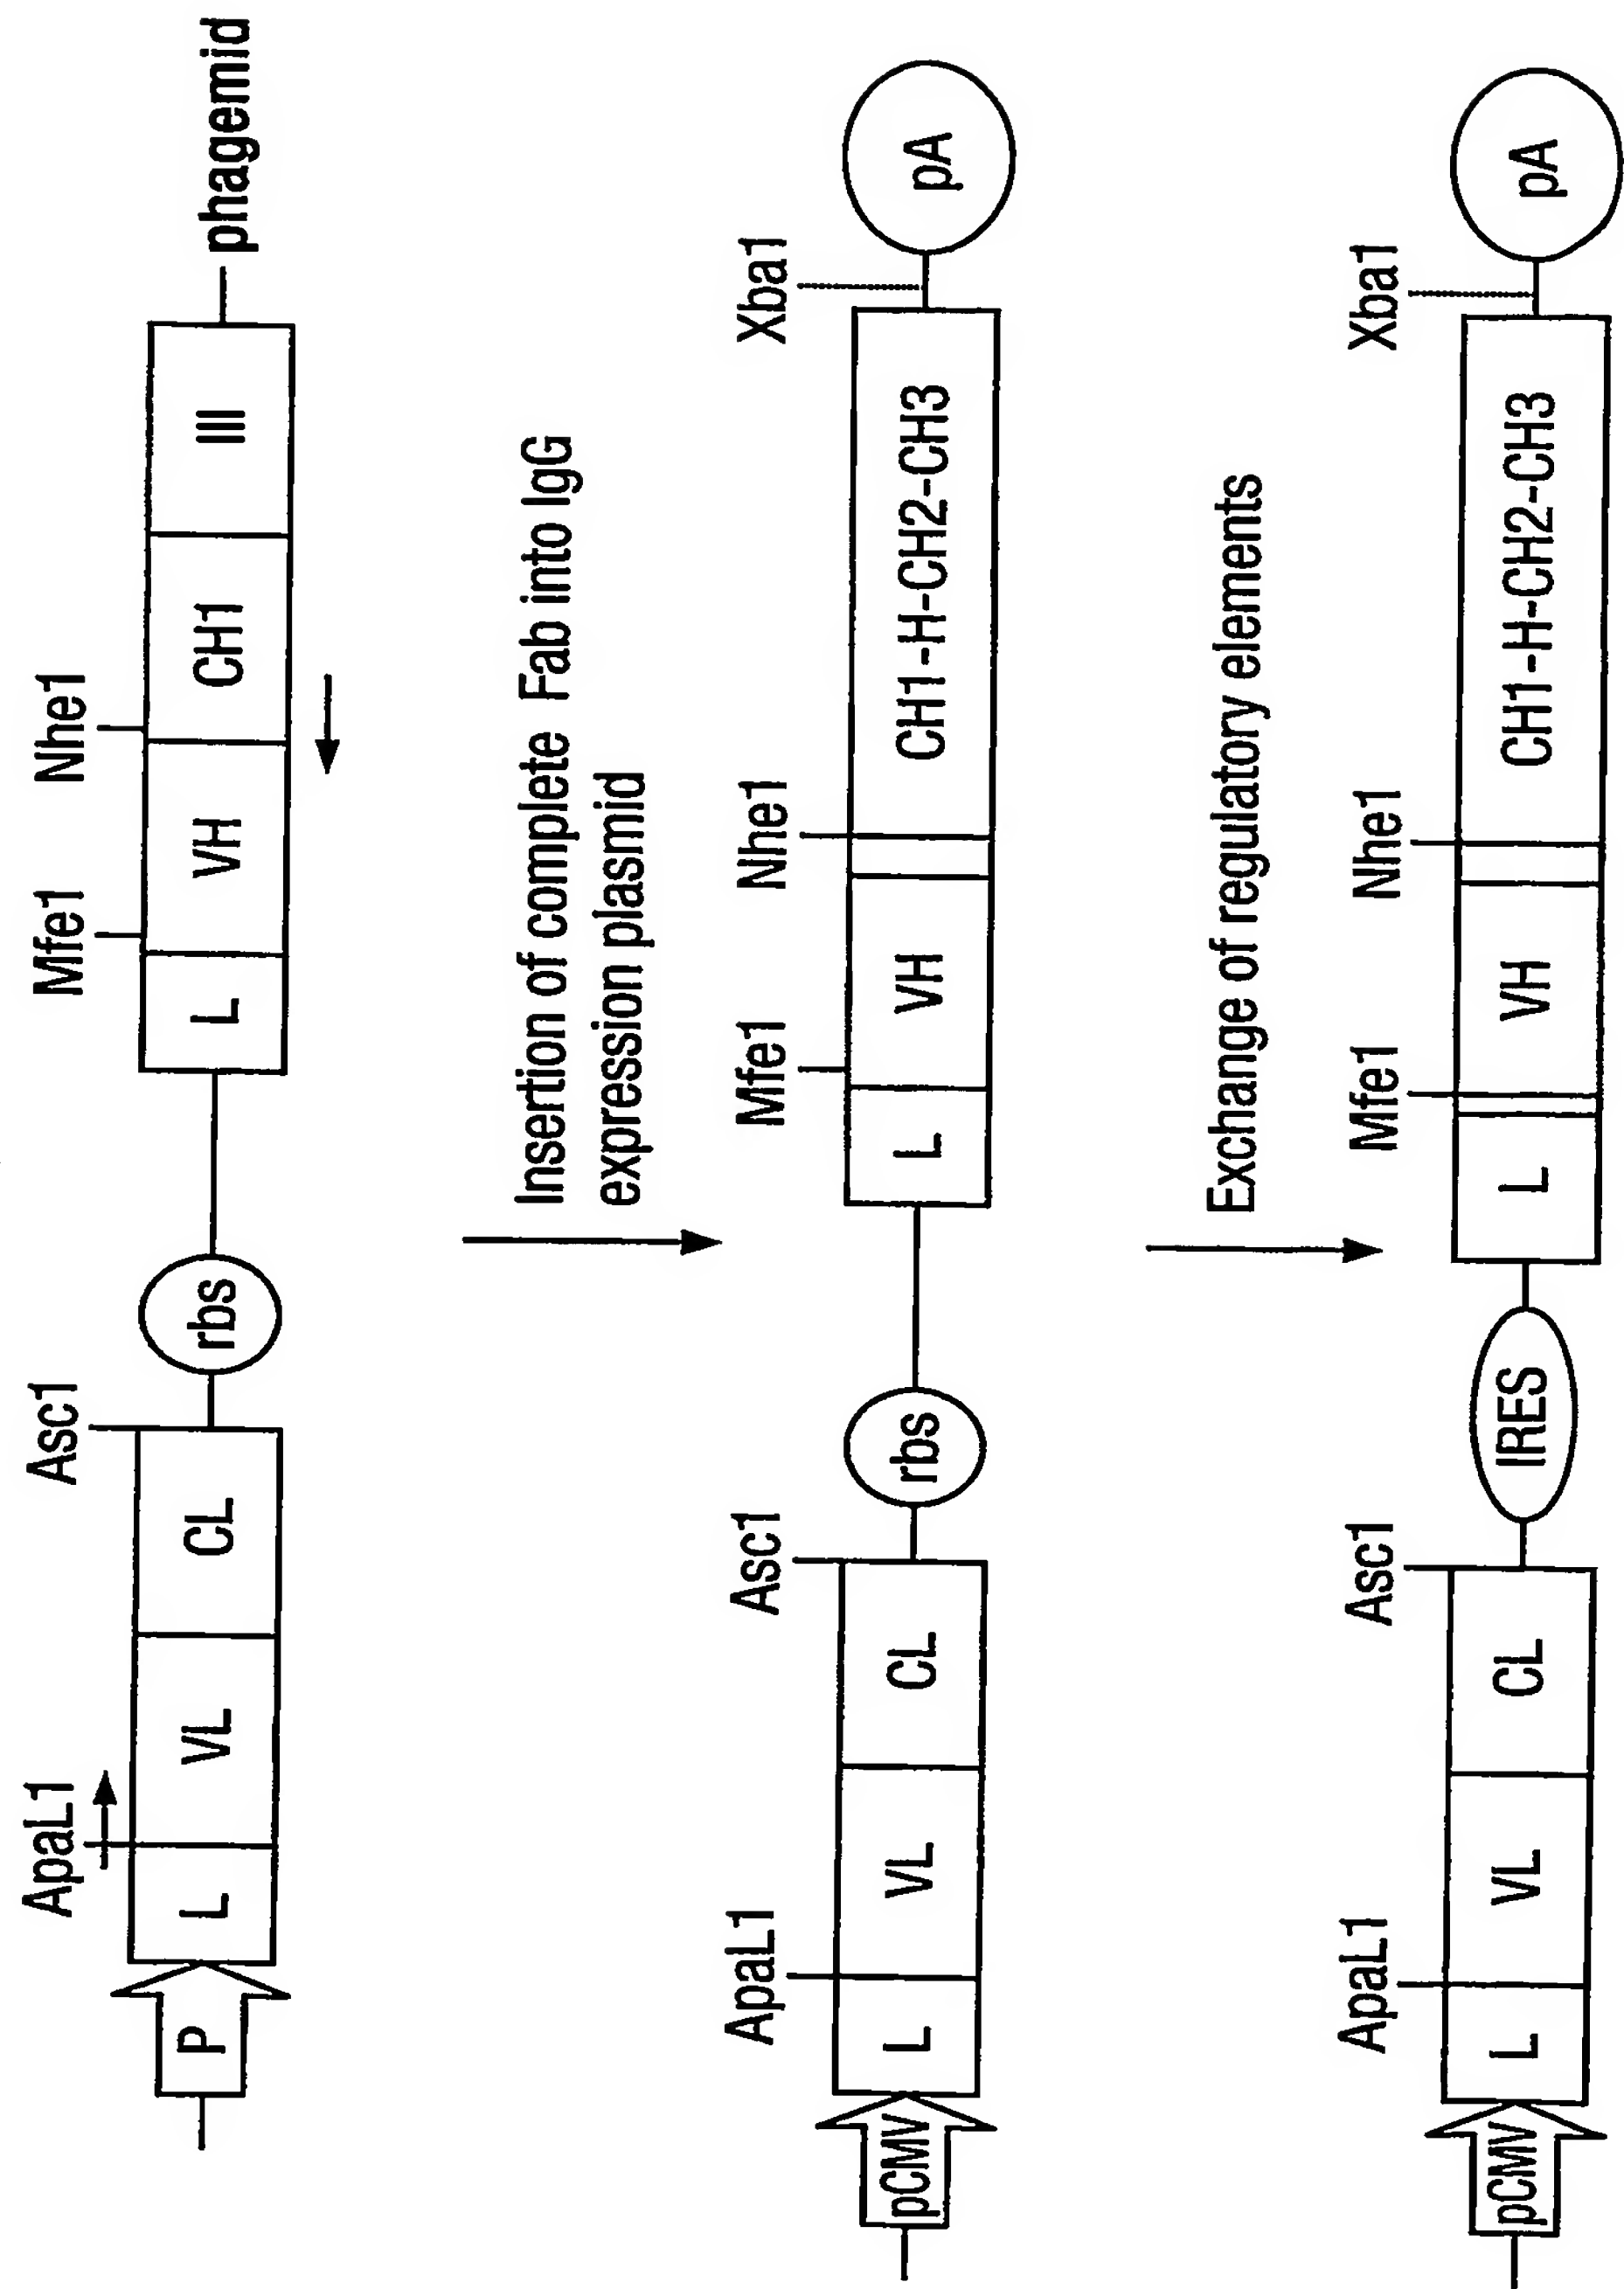 ApaL1 Asc1 Mfe1 Nhe1
P L VL CL rbs L VH CH1 III phagemid
Insertion of complete Fab into IgG
expression plasmid
ApaL1 Asc1 Mfe1 Nhe1 Xba1
pCMV L VL CL rbs L VH CH1-H-CH2-CH3 pA
Exchange of regulatory elements
ApaL1 Asc1 Mfe1 Nhe1 Xba1
pCMV L VL CL IRES L VH CH1-H-CH2-CH3 pA